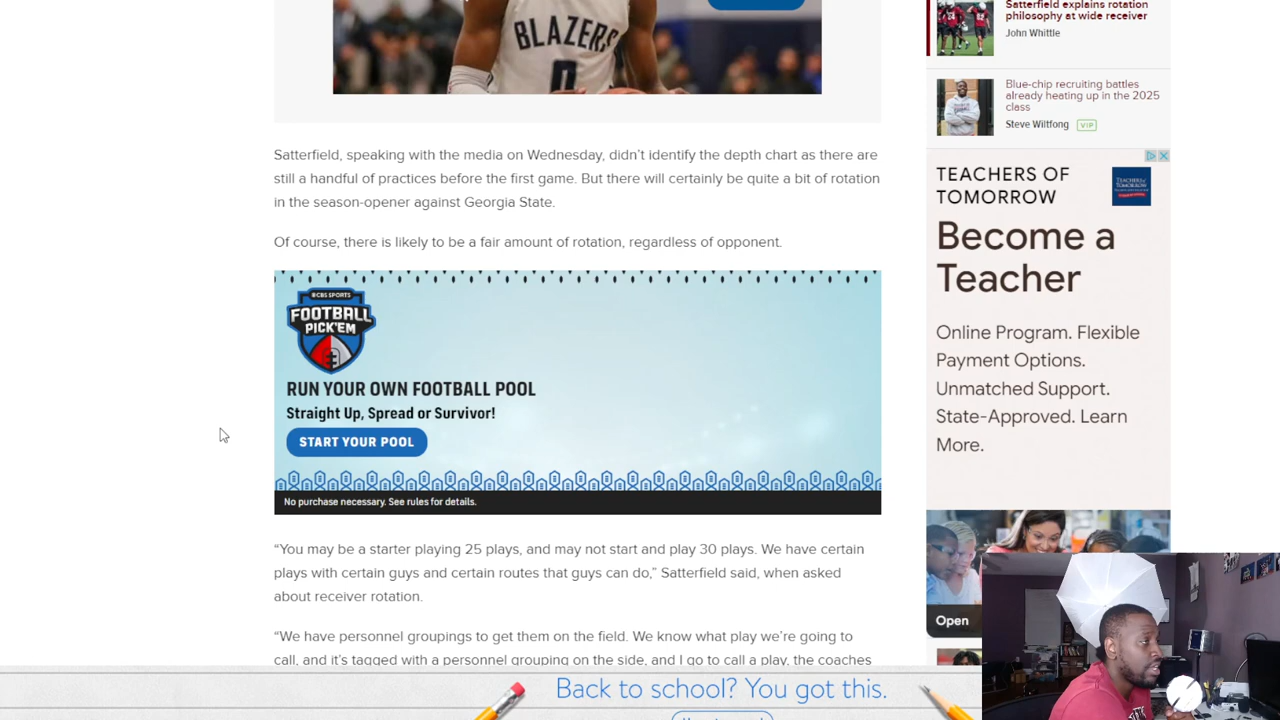 BLAZERS
0
Satterfield explains rotation
philosophy at wide receiver
John Whittle
Blue-chip recruiting battles
already heating up in the 2025
class
Steve Wiltfong VIP
Satterfield, speaking with the media on Wednesday, didn't identify the depth chart as there are
still a handful of practices before the first game. But there will certainly be quite a bit of rotation
in the season-opener against Georgia State.
Of course, there is likely to be a fair amount of rotation, regardless of opponent.
CBS SPORTS
FOOTBALL
PICK'EM
RUN YOUR OWN FOOTBALL POOL
Straight Up, Spread or Survivor!
START YOUR POOL
No purchase necessary. See rules for details.
“You may be a starter playing 25 plays, and may not start and play 30 plays. We have certain
plays with certain guys and certain routes that guys can do,” Satterfield said, when asked
about receiver rotation.
“We have personnel groupings to get them on the field. We know what play we're going to
call, and it's tagged with a personnel grouping on the side, and I go to call a play, the coaches
TEACHERS OF
TOMORROW
TEACHERS OF
TOMORROW
Become a
Teacher
Online Program. Flexible
Payment Options.
Unmatched Support.
State-Approved. Learn
More.
Open
Back to school? You got this.